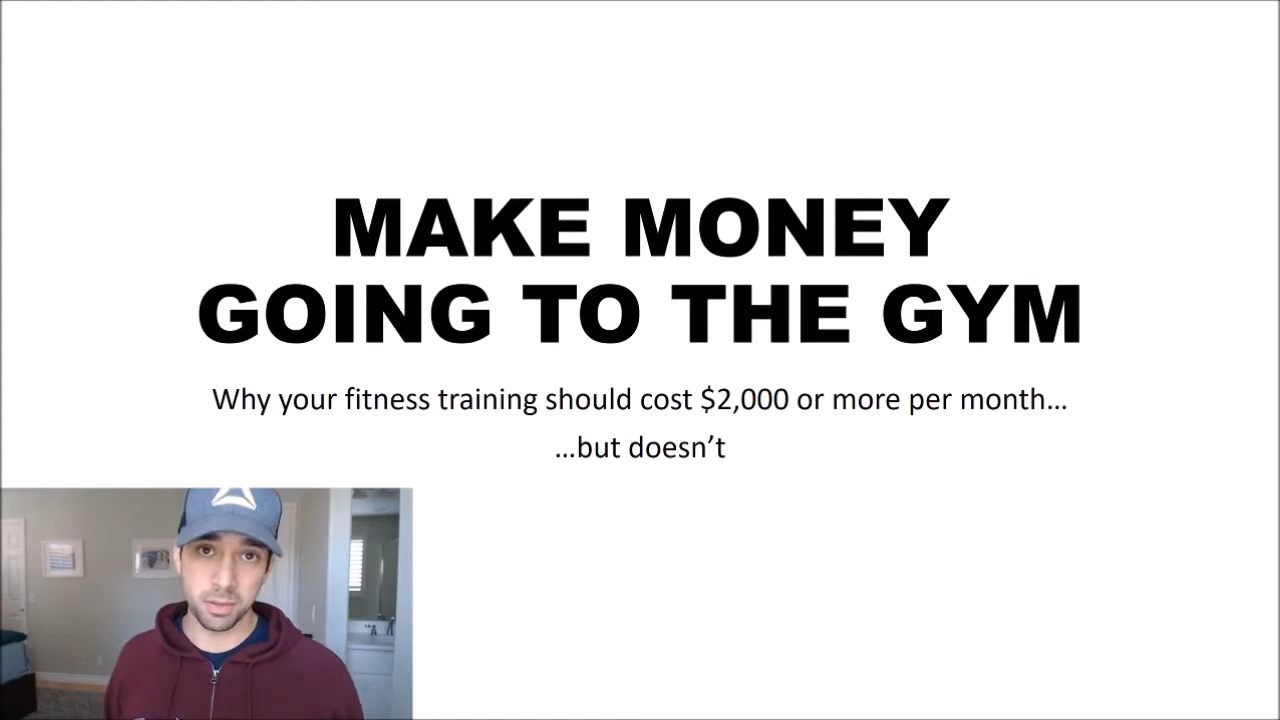 MAKE MONEY
GOING TO THE GYM
Why your fitness training should cost $2,000 or more per month…
…but doesn’t